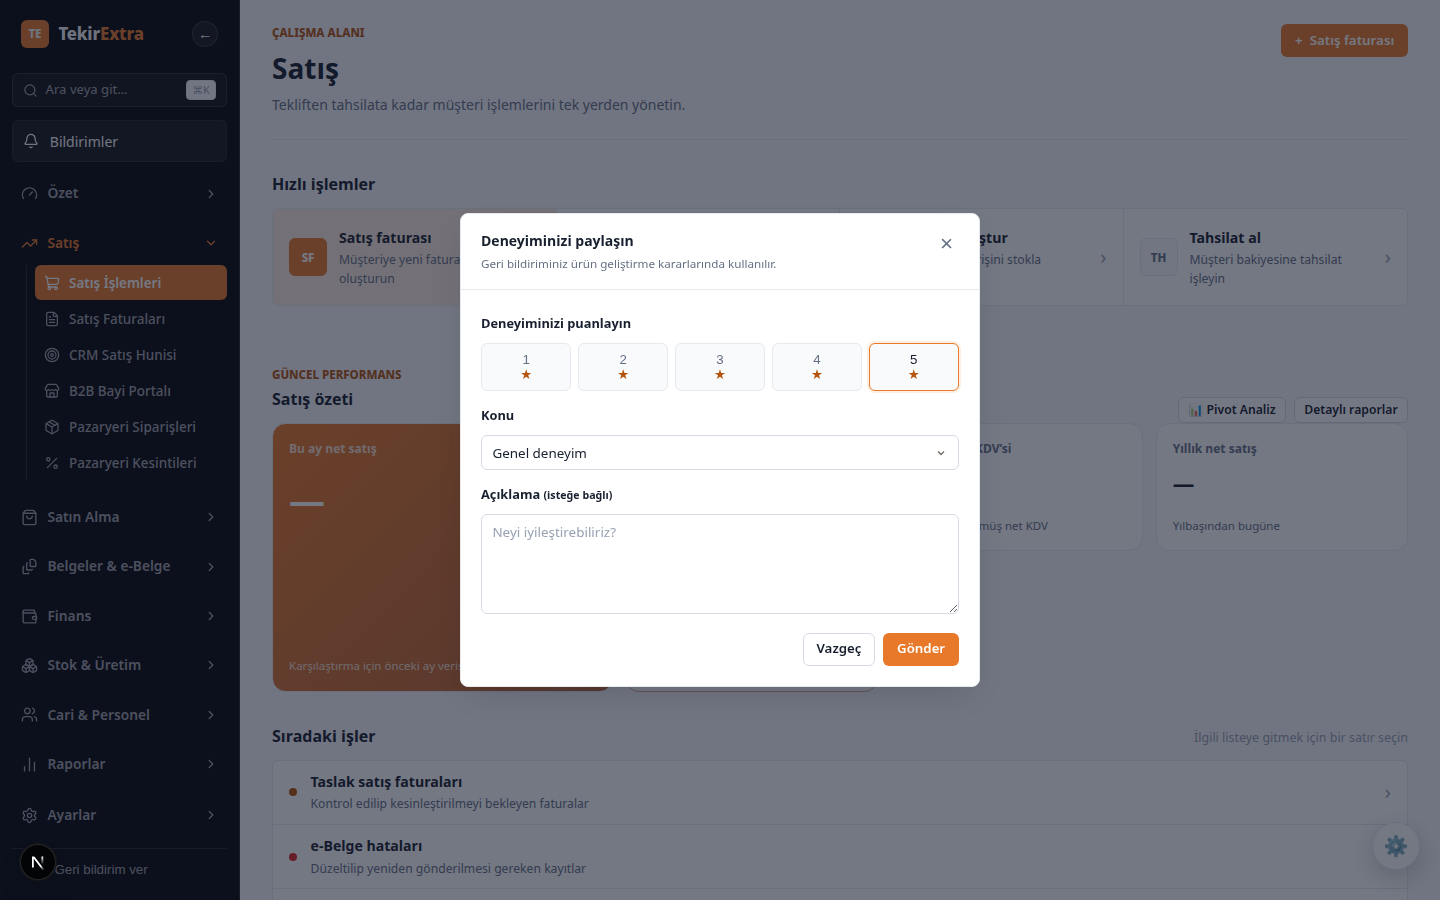 TE TekirExtra ←
Ara veya git... ⌘K
Bildirimler
Özet
Satış
Satış İşlemleri
Satış Faturaları
CRM Satış Hunisi
B2B Bayi Portalı
Pazaryeri Siparişleri
Pazaryeri Kesintileri
Satın Alma
Belgeler & e-Belge
Finans
Stok & Üretim
Cari & Personel
Raporlar
Ayarlar
N Geri bildirim ver
ÇALIŞMA ALANI
Satış
Tekliften tahsilata kadar müşteri işlemlerini tek yerden yönetin.
+ Satış faturası
Hızlı işlemler
SF Satış faturası
Müşteriye yeni fatura
oluşturun
ştur
rişini stokla
TH Tahsilat al
Müşteri bakiyesine tahsilat
işleyin
GÜNCEL PERFORMANS
Satış özeti
📊 Pivot Analiz
Detaylı raporlar
Bu ay net satış
—
Karşılaştırma için önceki ay veris
KDV'si
müş net KDV
Yıllık net satış
—
Yılbaşından bugüne
Deneyiminizi paylaşın
Geri bildiriminiz ürün geliştirme kararlarında kullanılır.
Deneyiminizi puanlayın
1 2 3 4 5
★ ★ ★ ★ ★
Konu
Genel deneyim
Açıklama (isteğe bağlı)
Neyi iyileştirebiliriz?
Vazgeç Gönder
Sıradaki işler
İlgili listeye gitmek için bir satır seçin
Taslak satış faturaları
Kontrol edilip kesinleştirilmeyi bekleyen faturalar
e-Belge hataları
Düzeltilip yeniden gönderilmesi gereken kayıtlar